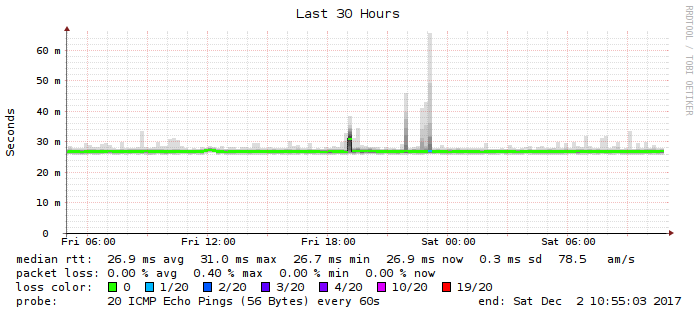 Last 30 Hours
RRDTOOL / TOBI OETIKER
Seconds
60 m
50 m
40 m
30 m
20 m
10 m
0
Fri 06:00 Fri 12:00 Fri 18:00 Sat 00:00 Sat 06:00
median rtt: 26.9 ms avg 31.0 ms max 26.7 ms min 26.9 ms now 0.3 ms sd 78.5 am/s
packet loss: 0.00 % avg 0.40 % max 0.00 % min 0.00 % now
loss color: 0 1/20 2/20 3/20 4/20 10/20 19/20
probe: 20 ICMP Echo Pings (56 Bytes) every 60s end: Sat Dec 2 10:55:03 2017